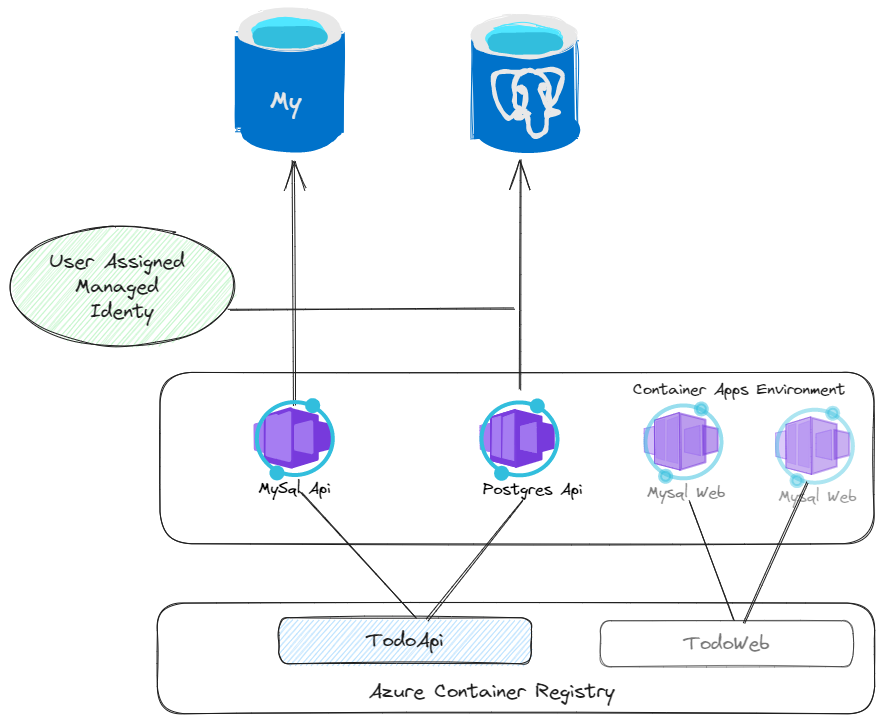 My
User Assigned
Managed
Identy
Container Apps Environment
MySql Api
Postgres Api
Mysql Web
Mysql Web
TodoApi
TodoWeb
Azure Container Registry